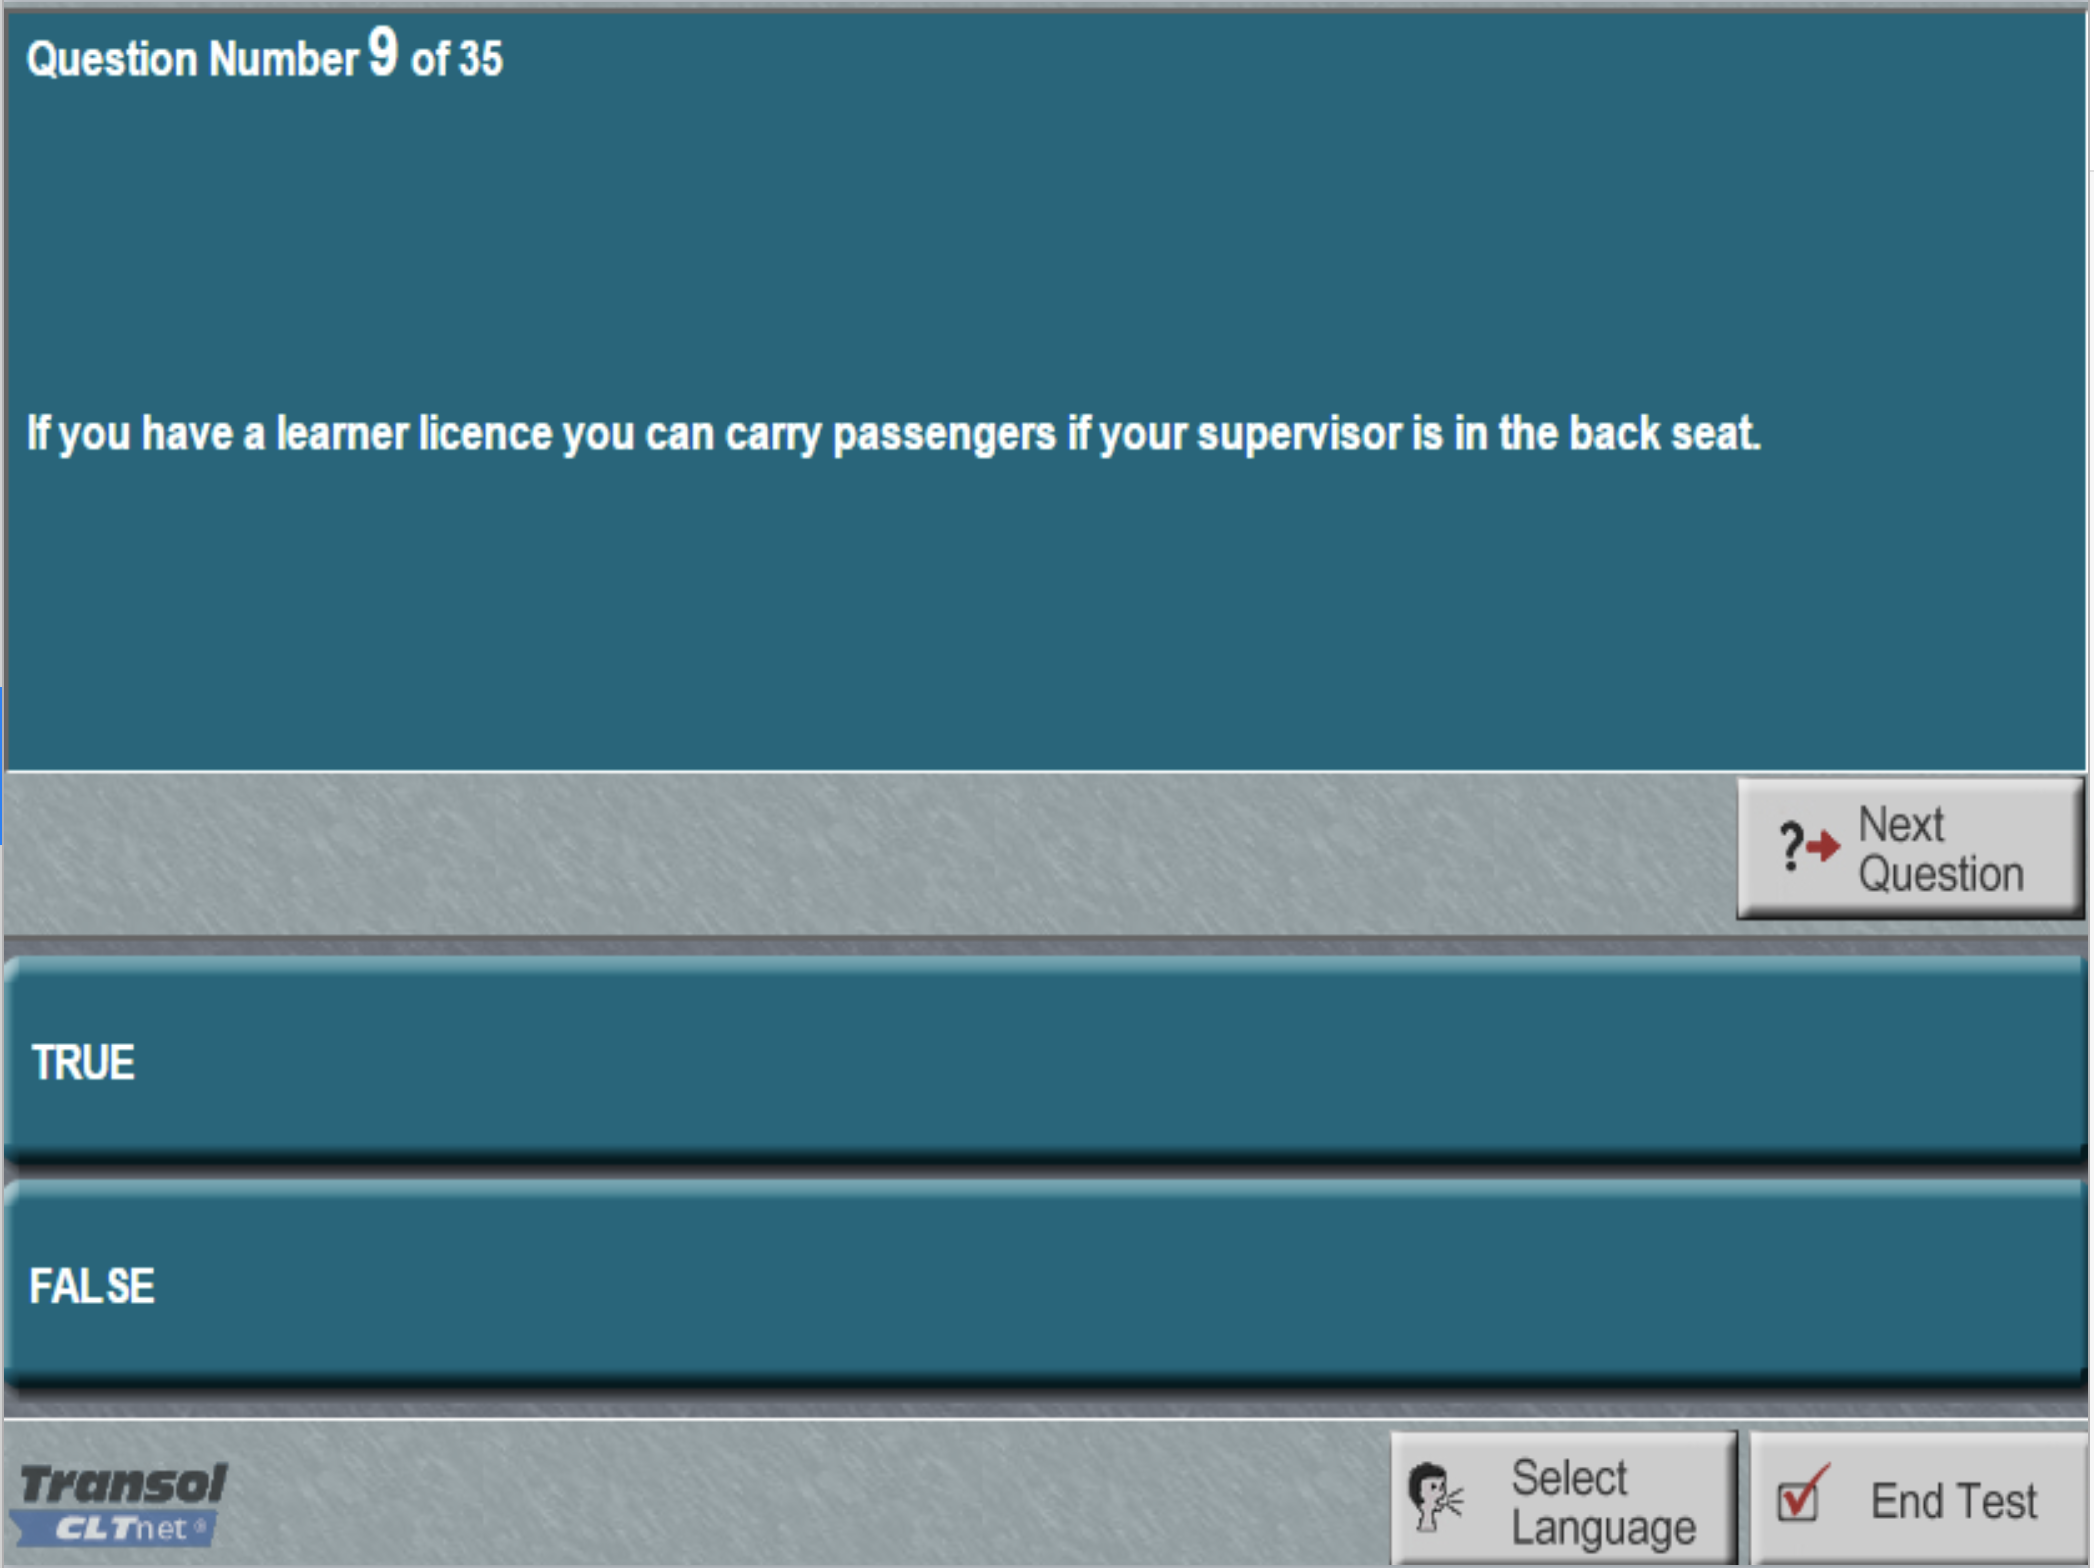 Question Number 9 of 35
If you have a learner licence you can carry passengers if your supervisor is in the back seat.
?
Next
Question
TRUE
FALSE
Transol
CLTnet ®
Select
Language
End Test